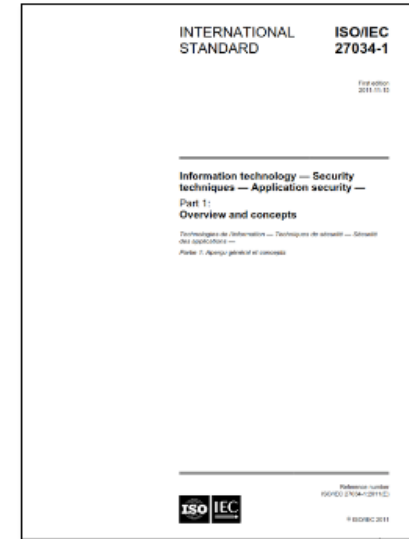 INTERNATIONAL STANDARD
ISO/IEC 27034-1
First edition
2011-11-15
Information technology — Security
techniques — Application security —
Part 1:
Overview and concepts
Technologies de l'information — Techniques de sécurité — Sécurité
des applications —
Partie 1: Aperçu général et concepts
Reference number
ISO/IEC 27034-1:2011(E)
ISO IEC
© ISO/IEC 2011